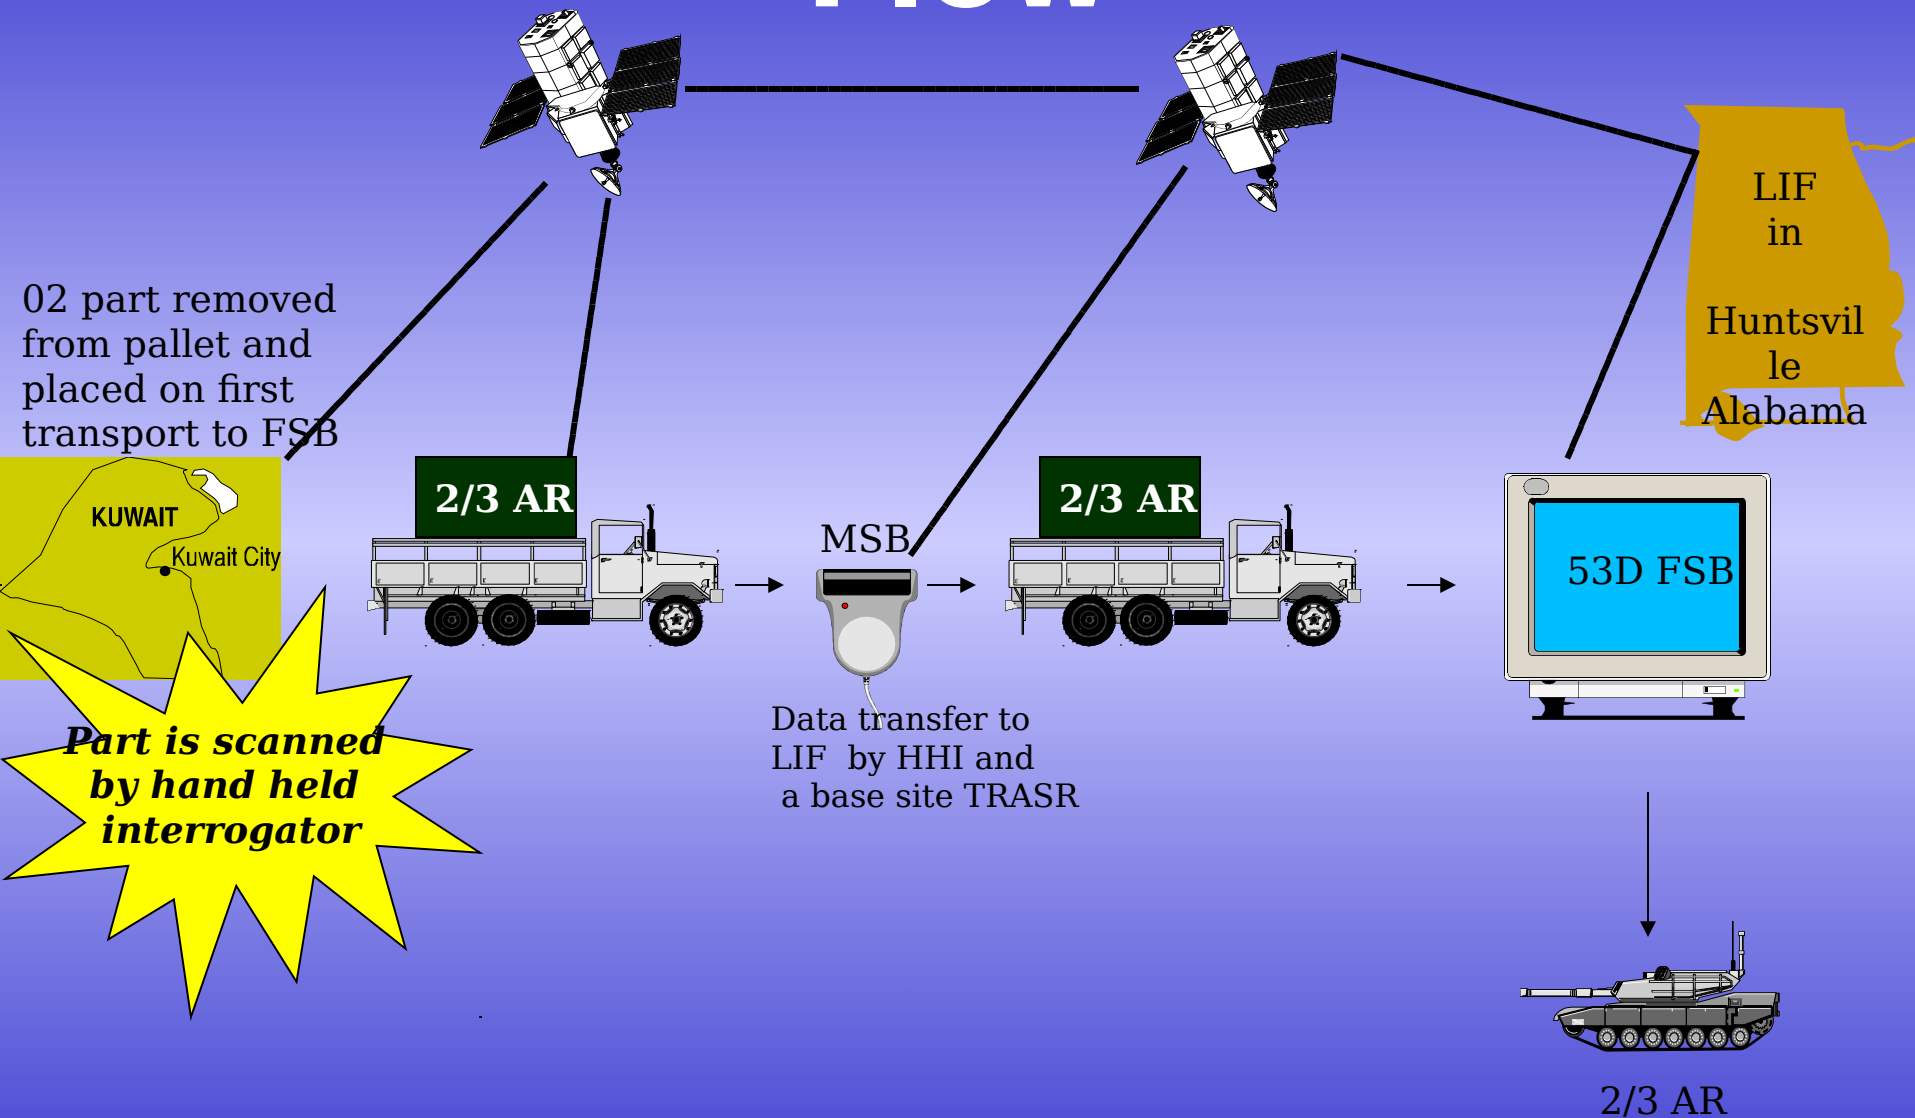 Flow
02 part removed
from pallet and
placed on first
transport to FSB
KUWAIT
Kuwait City
Part is scanned
by hand held
interrogator
2/3 AR
MSB
Data transfer to
LIF by HHI and
a base site TRASR
2/3 AR
LIF
in
Huntsvil
le
Alabama
53D FSB
2/3 AR